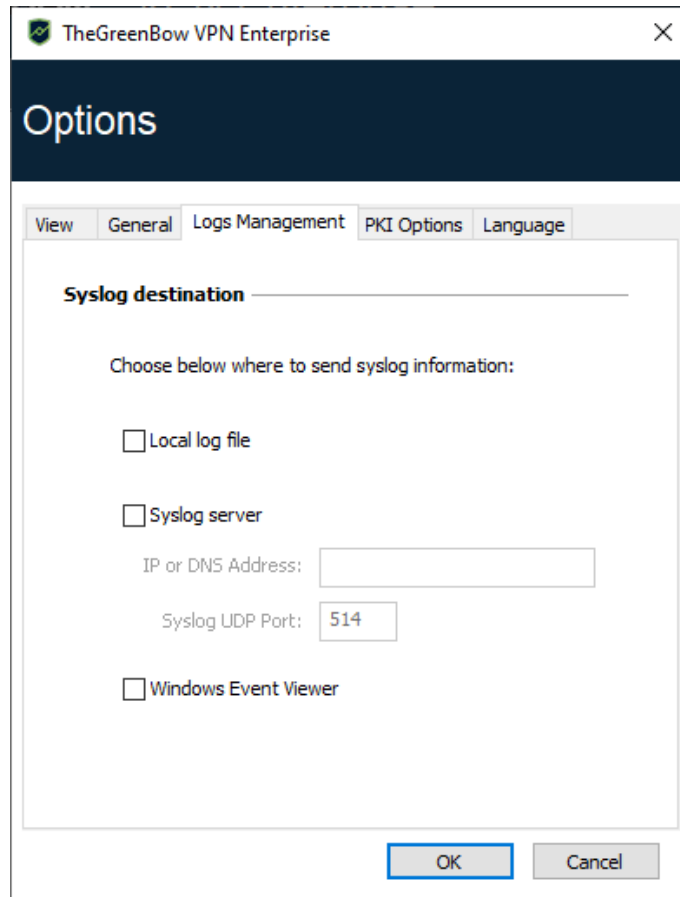 TheGreenBow VPN Enterprise
Options
View General Logs Management PKI Options Language
Syslog destination
Choose below where to send syslog information:
Local log file
Syslog server
IP or DNS Address:
Syslog UDP Port: 514
Windows Event Viewer
OK Cancel